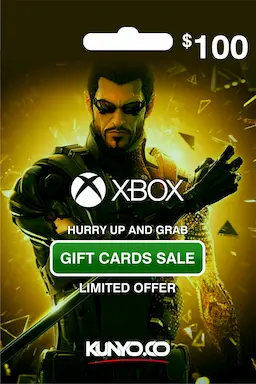 $100
XBOX
HURRY UP AND GRAB
GIFT CARDS SALE
LIMITED OFFER
KUNYO.CO